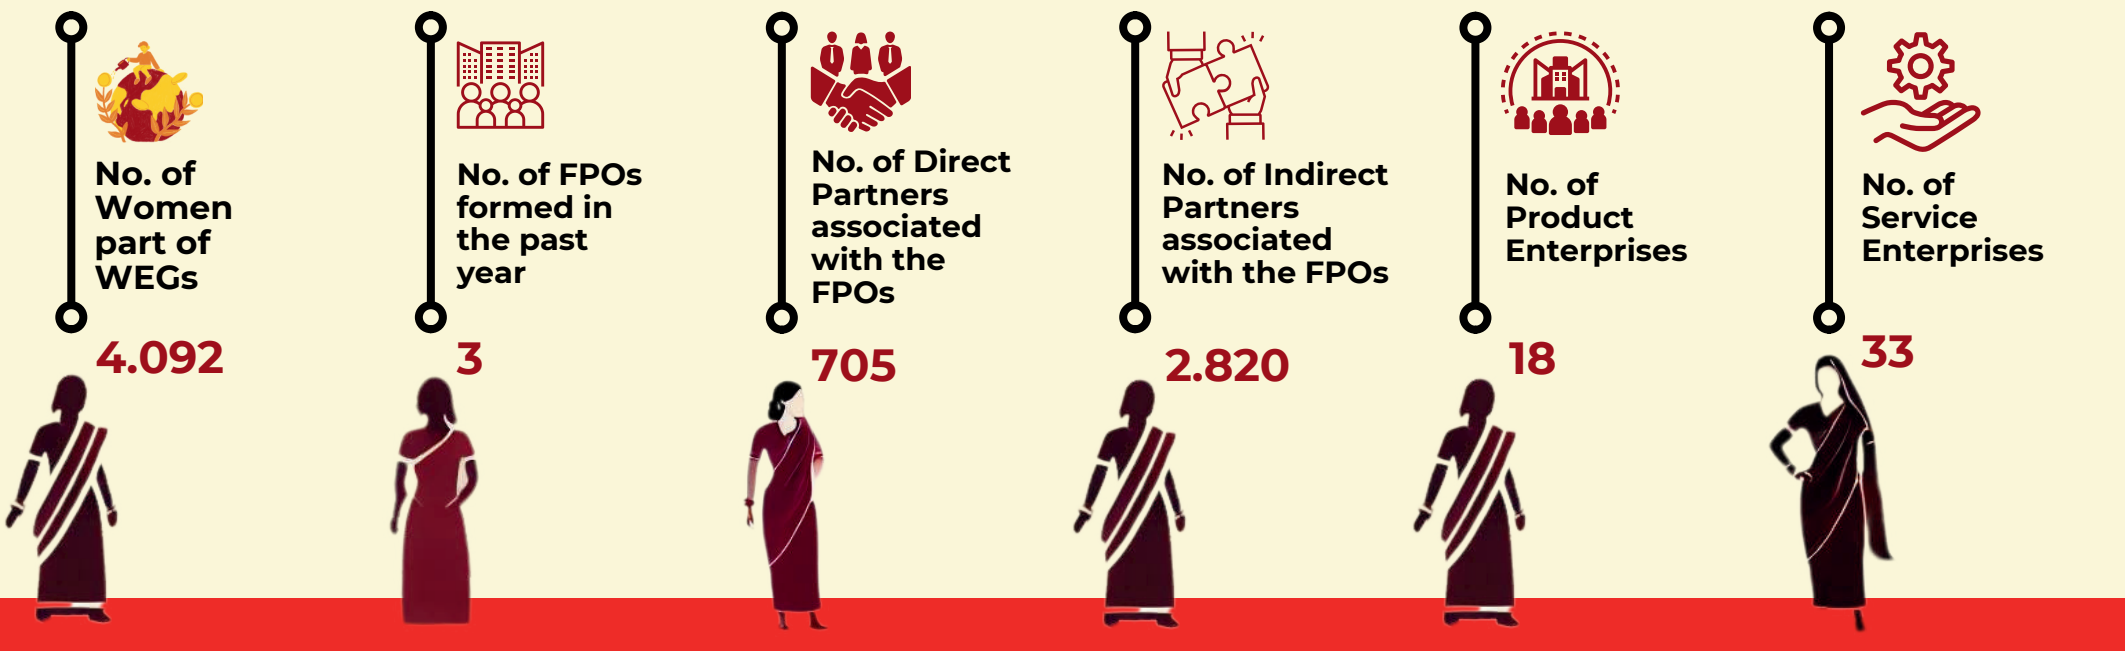 No. of
Women
part of
WEGs
4.092
No. of FPOs
formed in
the past
year
3
No. of Direct
Partners
associated
with the
FPOs
705
No. of Indirect
Partners
associated
with the FPOs
2.820
No. of
Product
Enterprises
18
No. of
Service
Enterprises
33